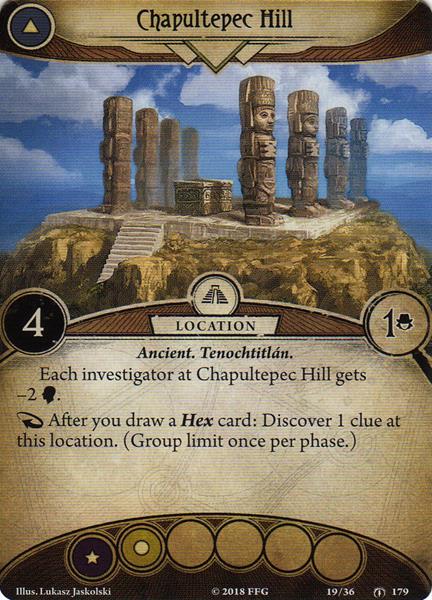 Chapultepec Hill
4
LOCATION
1
Ancient. Tenochtitlán.
Each investigator at Chapultepec Hill gets
–2 .
After you draw a Hex card: Discover 1 clue at
this location. (Group limit once per phase.)
Illus. Lukasz Jaskolski
© 2018 FFG
19/36
179